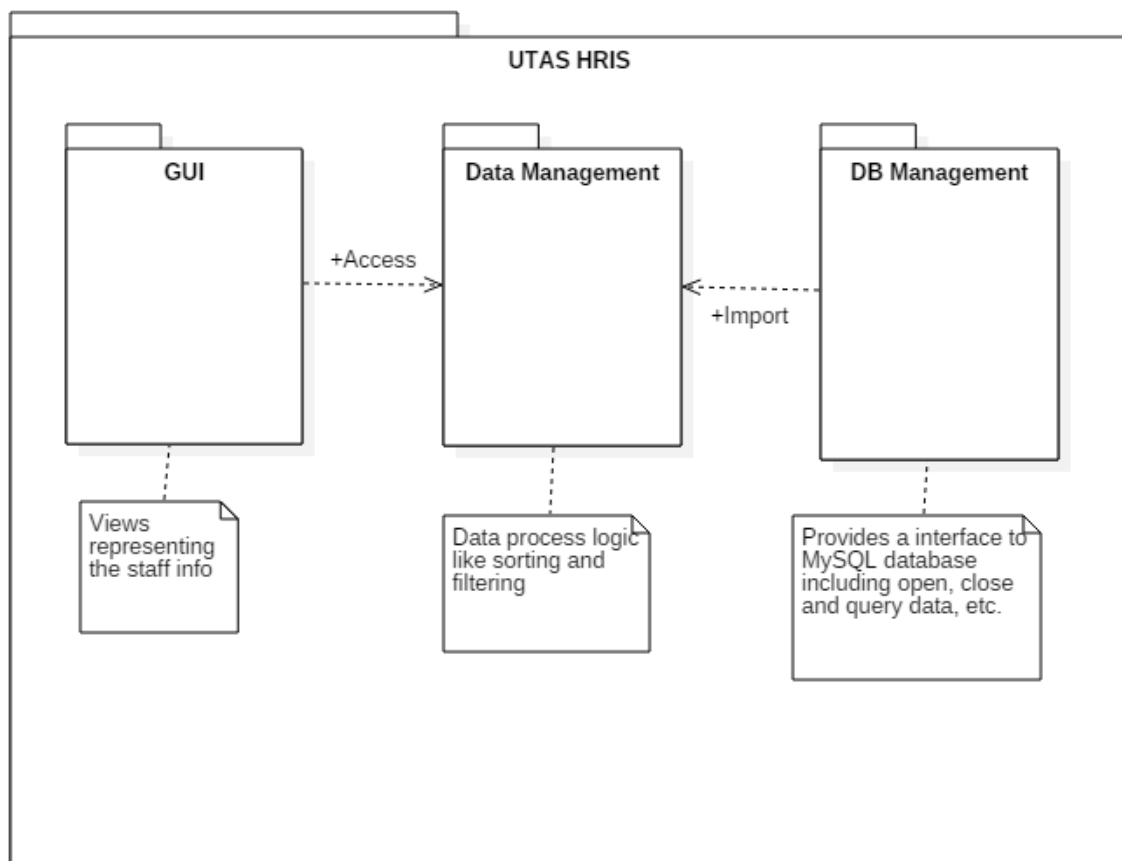 UTAS HRIS
GUI
Data Management
DB Management
+Access
+Import
Views
representing
the staff info
Data process logic
like sorting and
filtering
Provides a interface to
MySQL database
including open, close
and query data, etc.